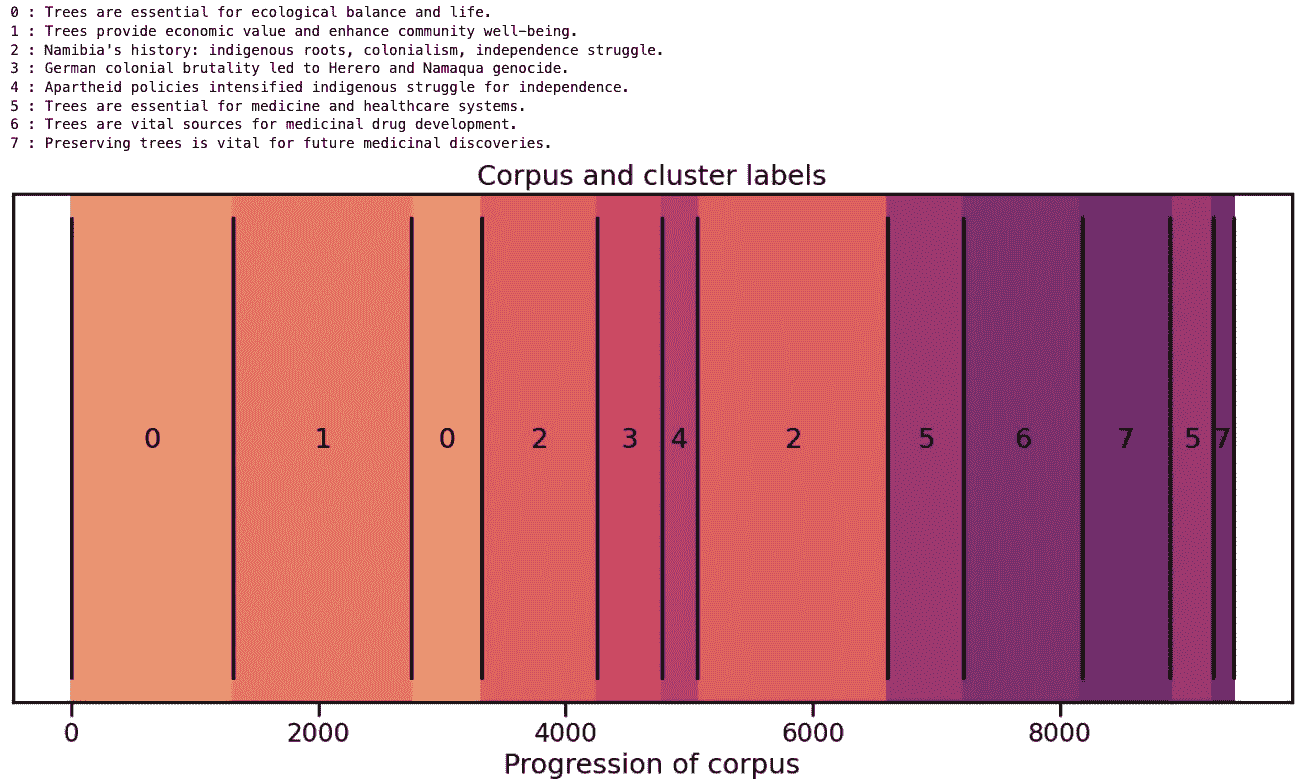 0 : Trees are essential for ecological balance and life.
1 : Trees provide economic value and enhance community well-being.
2 : Namibia's history: indigenous roots, colonialism, independence struggle.
3 : German colonial brutality led to Herero and Namaqua genocide.
4 : Apartheid policies intensified indigenous struggle for independence.
5 : Trees are essential for medicine and healthcare systems.
6 : Trees are vital sources for medicinal drug development.
7 : Preserving trees is vital for future medicinal discoveries.
Corpus and cluster labels
0 1 0 2 3 4 2 5 6 7 5 7
0 2000 4000 6000 8000
Progression of corpus